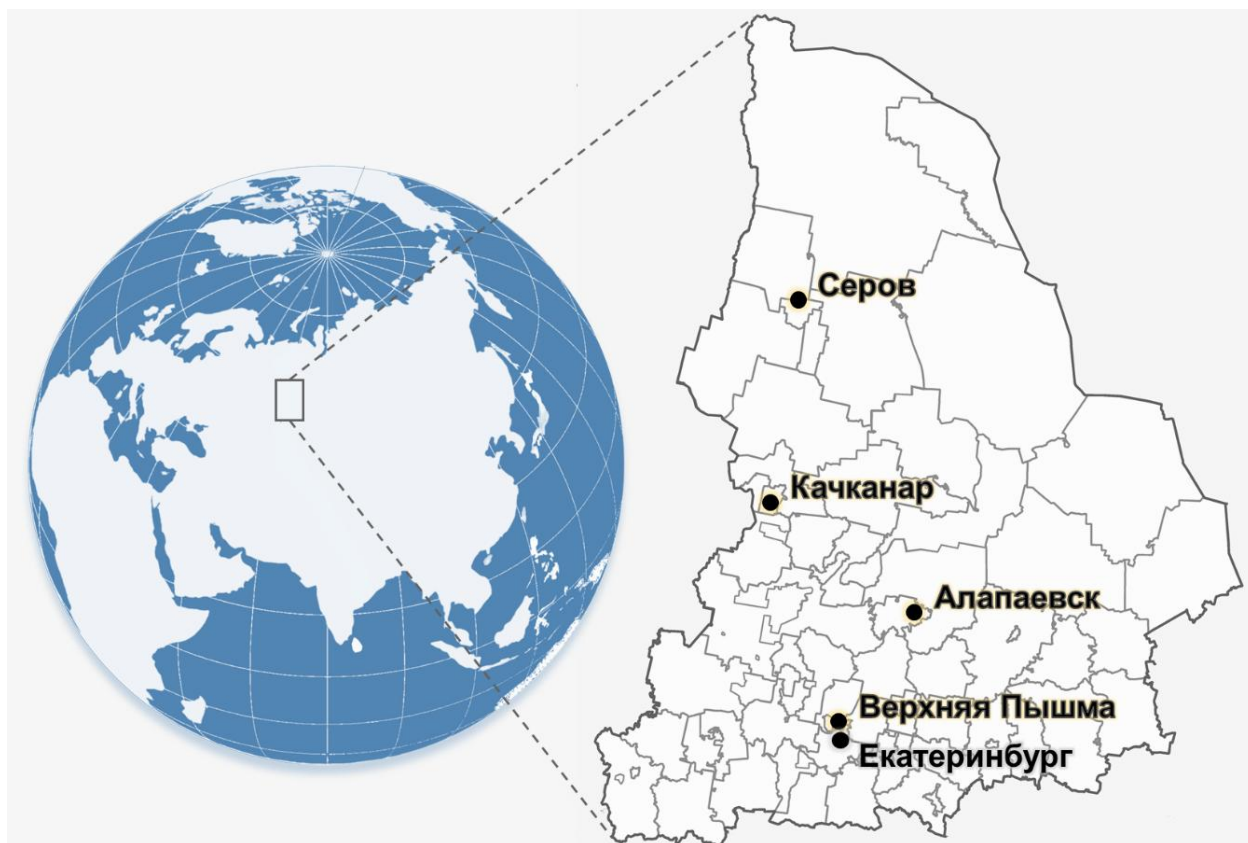 Серов
Качканар
Алапаевск
Верхняя Пышма
Екатеринбург